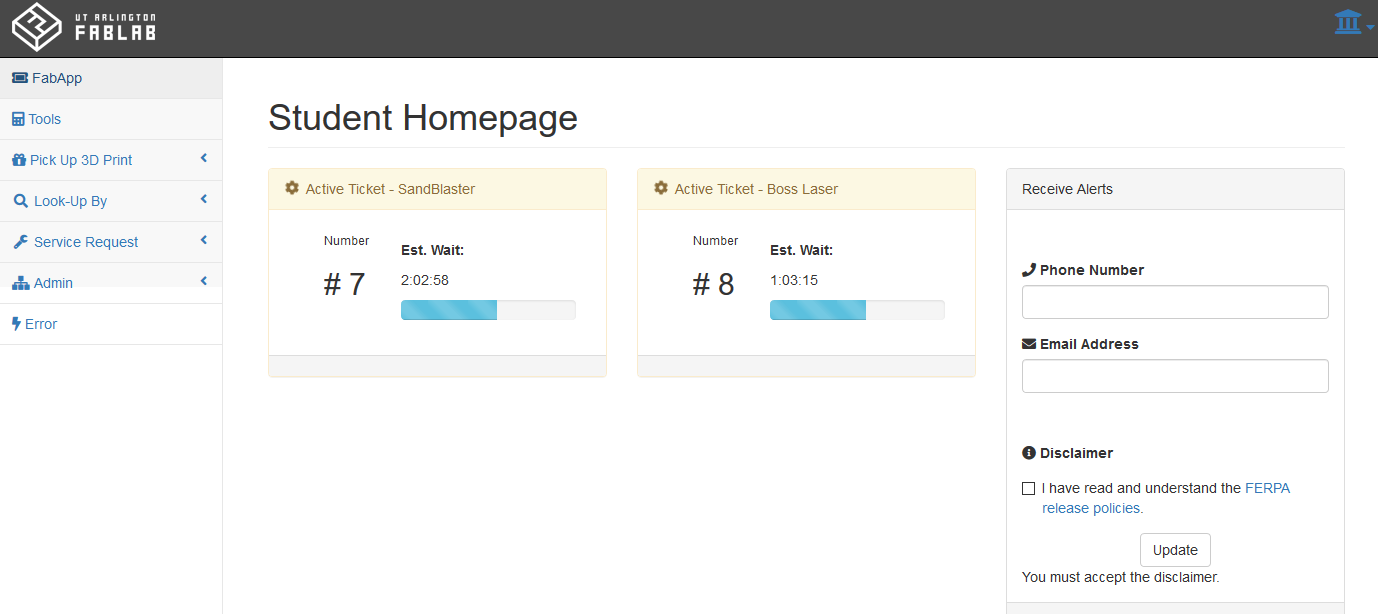 UT ARLINGTON
FABLAB
FabApp
Tools
Pick Up 3D Print
Look-Up By
Service Request
Admin
Error
Student Homepage
Active Ticket - SandBlaster
Number
# 7
Est. Wait:
2:02:58
Active Ticket - Boss Laser
Number
# 8
Est. Wait:
1:03:15
Receive Alerts
Phone Number
Email Address
Disclaimer
I have read and understand the FERPA
release policies.
Update
You must accept the disclaimer.